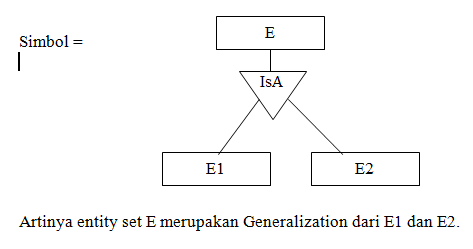 Simbol =
E
IsA
E1
E2
Artinya entity set E merupakan Generalization dari E1 dan E2.